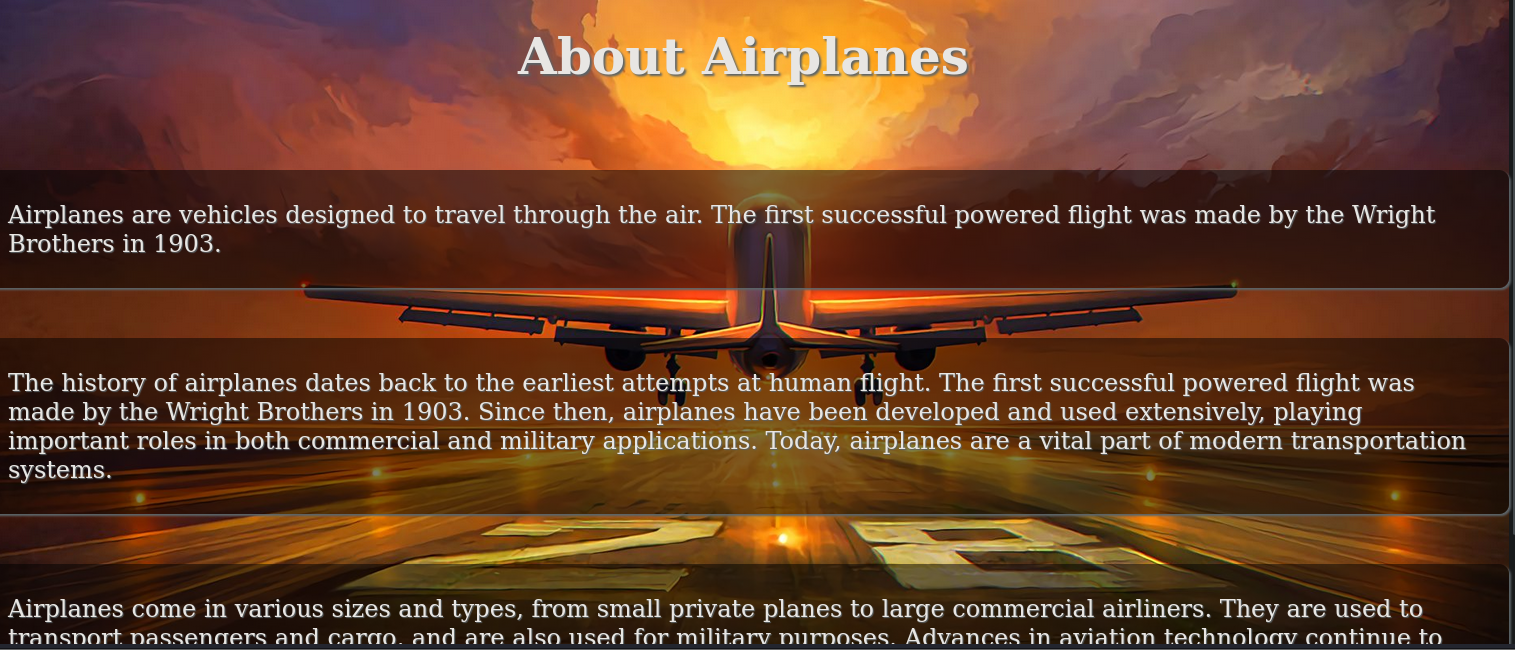 About Airplanes
Airplanes are vehicles designed to travel through the air. The first successful powered flight was made by the Wright
Brothers in 1903.
The history of airplanes dates back to the earliest attempts at human flight. The first successful powered flight was
made by the Wright Brothers in 1903. Since then, airplanes have been developed and used extensively, playing
important roles in both commercial and military applications. Today, airplanes are a vital part of modern transportation
systems.
28
Airplanes come in various sizes and types, from small private planes to large commercial airliners. They are used to
transport passengers and cargo, and are also used for military purposes. Advances in aviation technology continue to